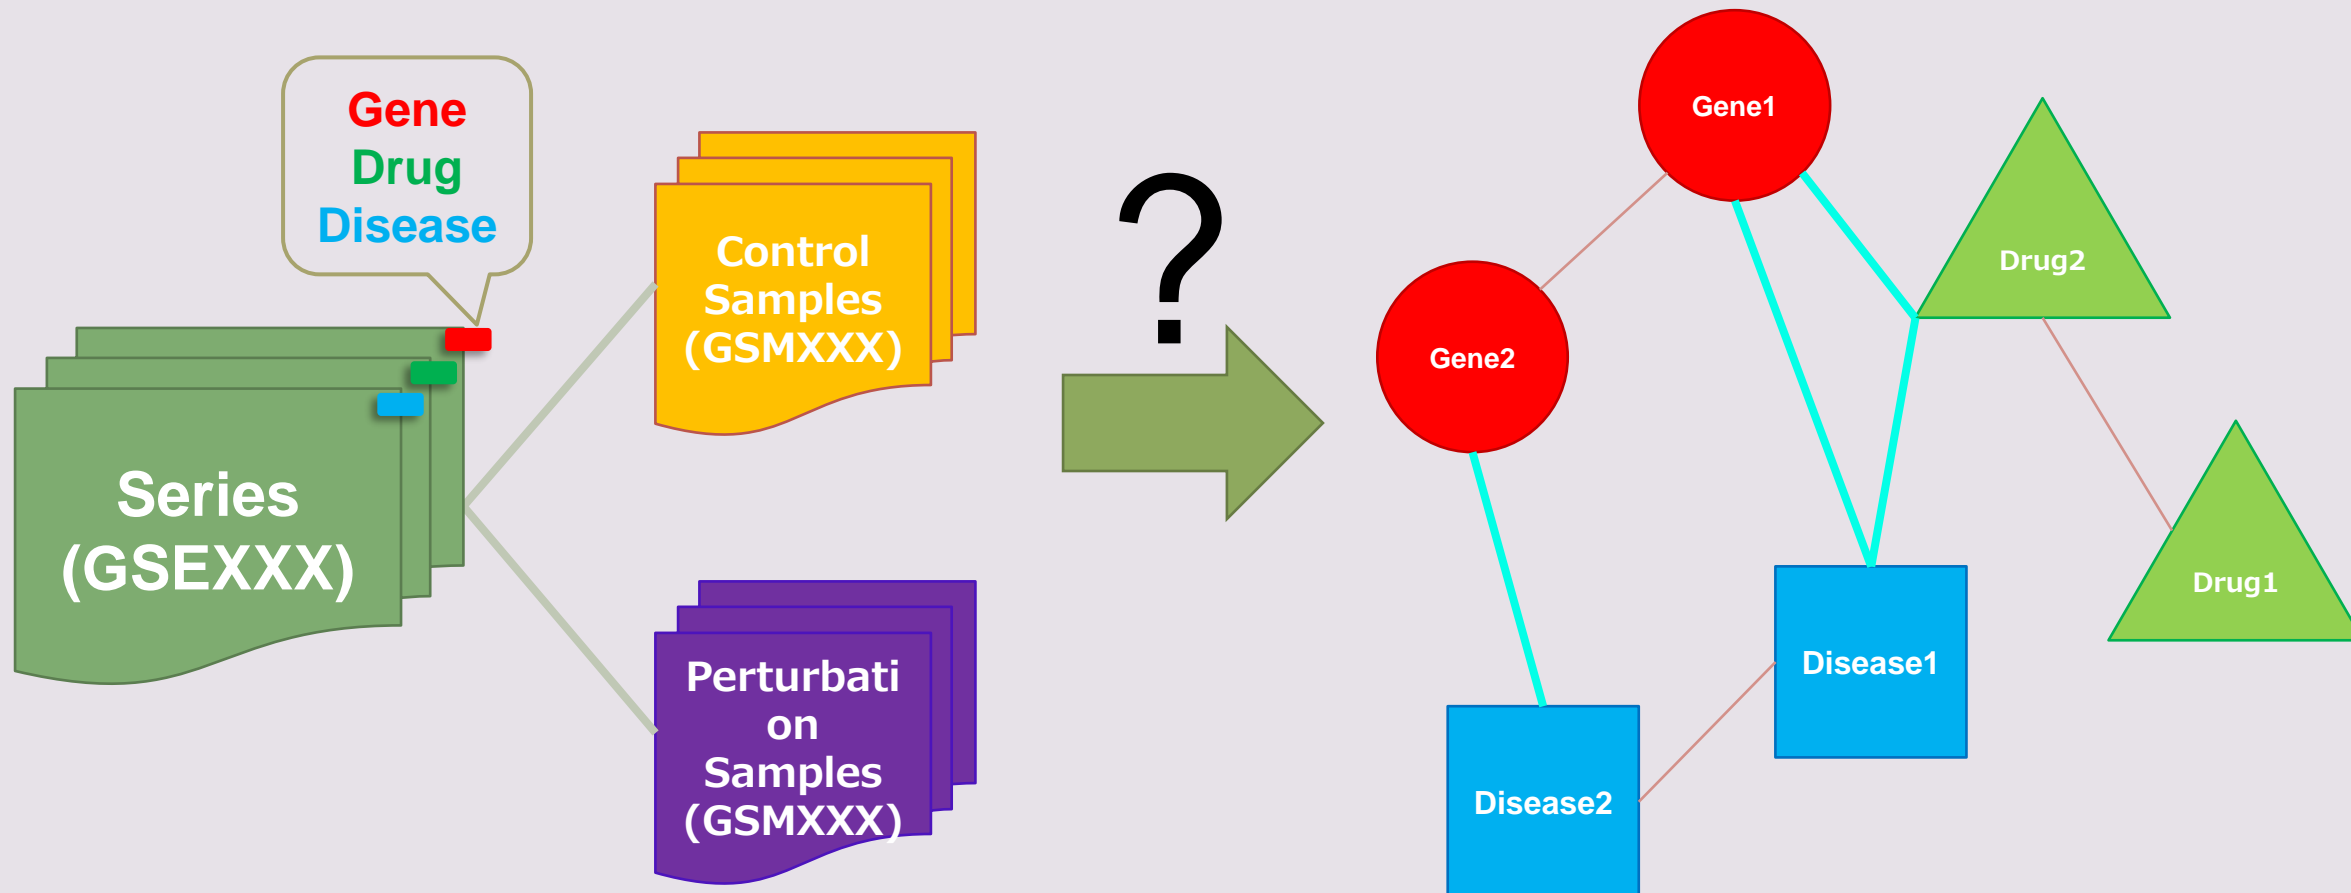 Gene
Drug
Disease
Series
(GSEXXX)
Control
Samples
(GSMXXX)
Perturbati
on
Samples
(GSMXXX)
?
Gene1
Gene2
Drug2
Drug1
Disease1
Disease2